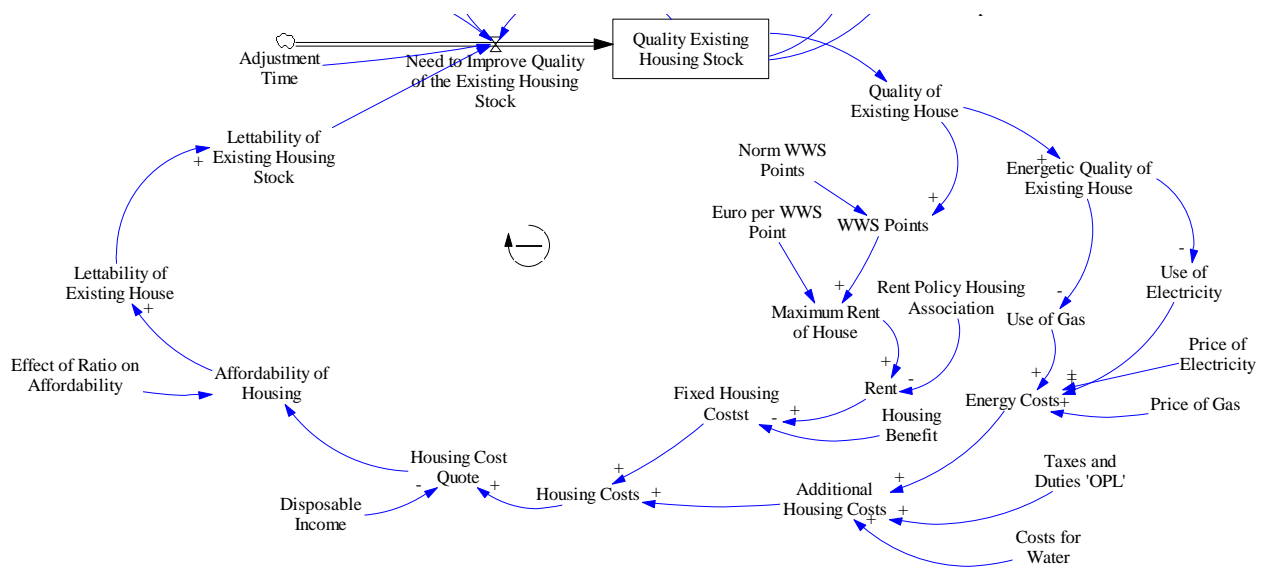 Adjustment
Time
Need to Improve Quality
of the Existing Housing
Stock
Quality Existing
Housing Stock
Quality of
Existing House
Lettability of
Existing Housing
Stock
+
Norm WWS
Points
+
Energetic Quality of
Existing House
Euro per WWS
Point
+
WWS Points
-
Use of
Electricity
Lettability of
Existing House
+
Rent Policy Housing
Association
+
Maximum Rent
of House
-
Use of Gas
Price of
Electricity
Effect of Ratio on
Affordability
Affordability of
Housing
+
-
Rent
+
+
+
+
Energy Costs
Price of Gas
Fixed Housing
Costst
+
-
Housing
Benefit
Housing Cost
Quote
-
+
Disposable
Income
+
Housing Costs
+
Taxes and
Duties 'OPL'
+
Additional
Housing Costs
+
+
Costs for
Water